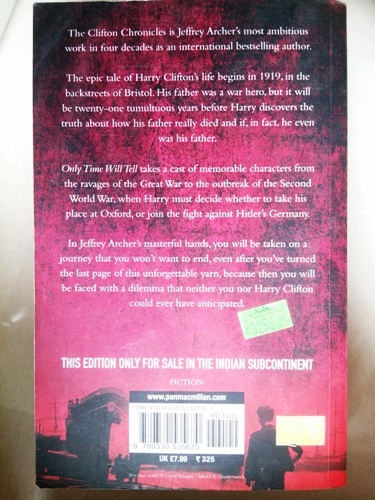 The Clifton Chronicles is Jeffrey Archer's most ambitious
work in four decades as an international bestselling author.
The epic tale of Harry Clifton's life begins in 1919, in the
backstreets of Bristol. His father was a war hero, but it will
be twenty-one tumultuous years before Harry discovers the
truth about how his father really died and if, in fact, he even
was his father.
Only Time Will Tell takes a cast of memorable characters from
the ravages of the Great War to the outbreak of the Second
World War, when Harry must decide whether to take his
place at Oxford, or join the fight against Hitler's Germany.
In Jeffrey Archer's masterful hands, you will be taken on a
journey that you won't want to end, even after you've turned
the last page of this unforgettable yarn, because then you will
be faced with a dilemma that neither you nor Harry Clifton
could ever have anticipated.
THIS EDITION ONLY FOR SALE IN THE INDIAN SUBCONTINENT
FICTION
www.panmacmillan.com
90100
9 780330 535670
UK £7.99 ₹ 325